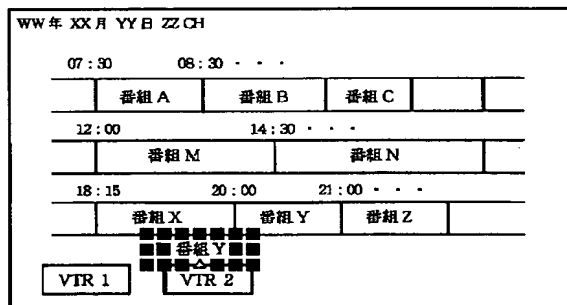 WW年 XX月 YY日 ZZ CH
07:30 08:30 ・ ・ ・
番組A 番組B 番組C
12:00 14:30 ・ ・ ・
番組M 番組N
18:15 20:00 21:00 ・ ・ ・
番組X 番組Y 番組Z
番組Y
VTR 1 VTR 2